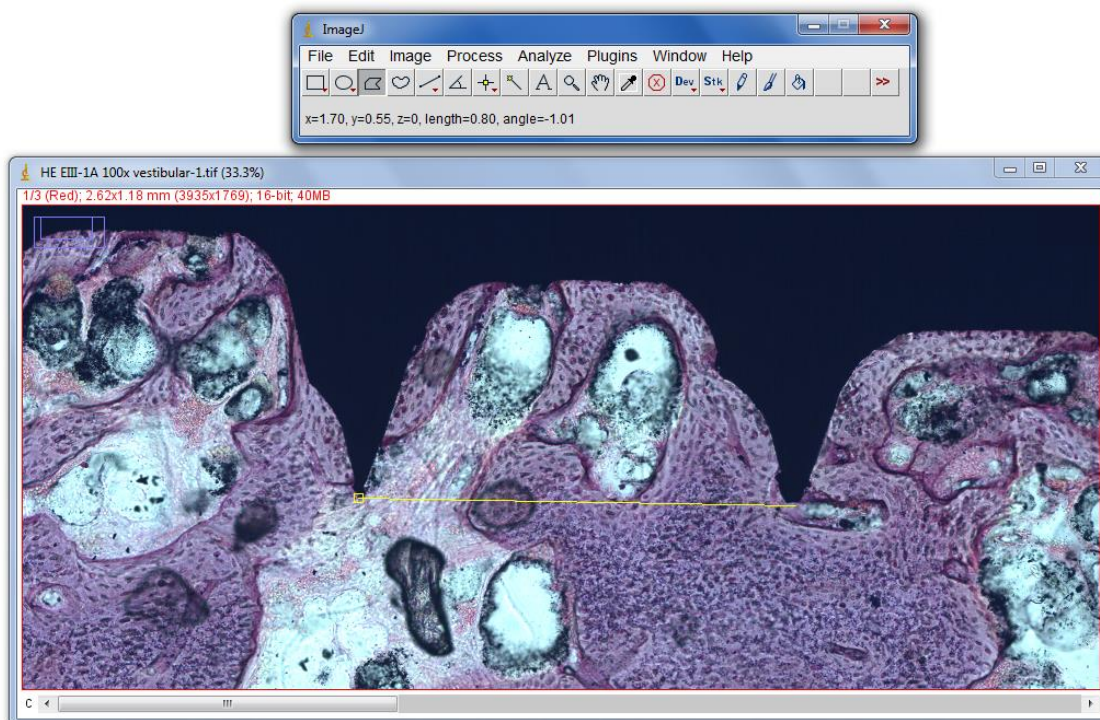 ImageJ
File Edit Image Process Analyze Plugins Window Help
A Dev Stk >>
x=1.70, y=0.55, z=0, length=0.80, angle=-1.01
HE EIII-1A 100x vestibular-1.tif (33.3%)
1/3 (Red); 2.62x1.18 mm (3935x1769); 16-bit; 40MB
C